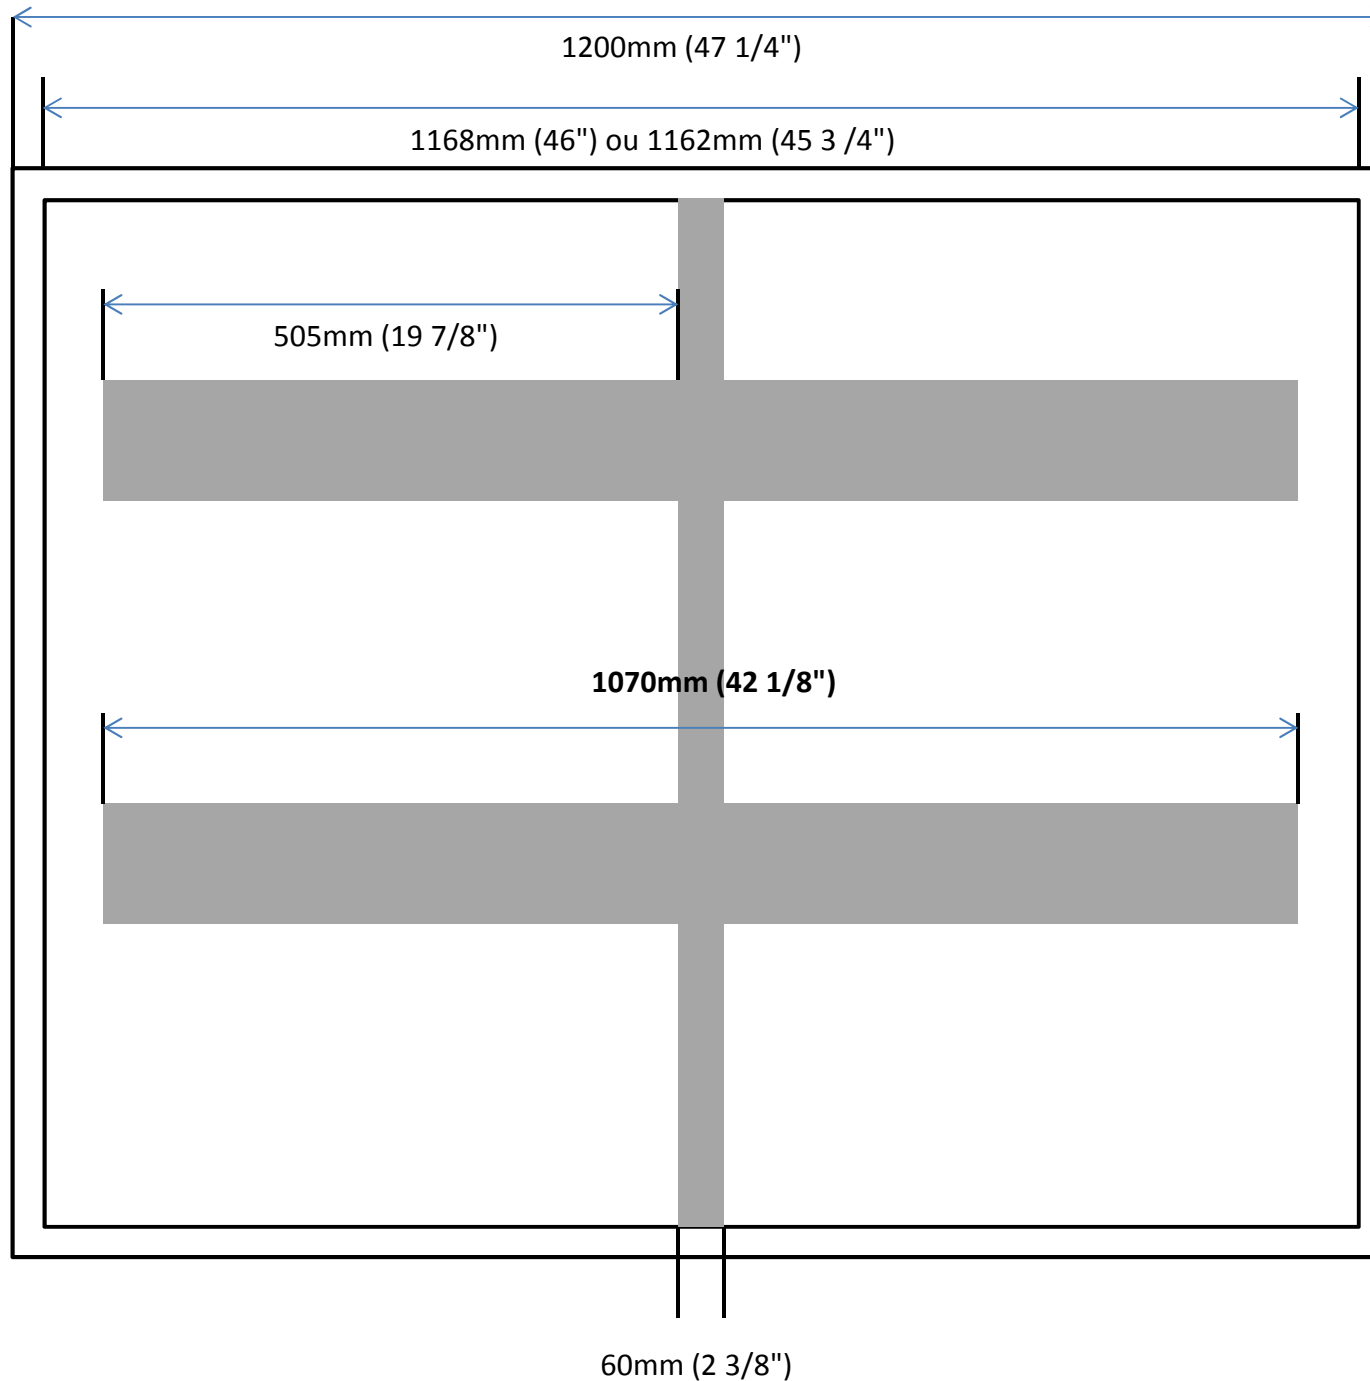 1200mm (47 1/4")
1168mm (46") ou 1162mm (45 3 /4")
505mm (19 7/8")
1070mm (42 1/8")
60mm (2 3/8")